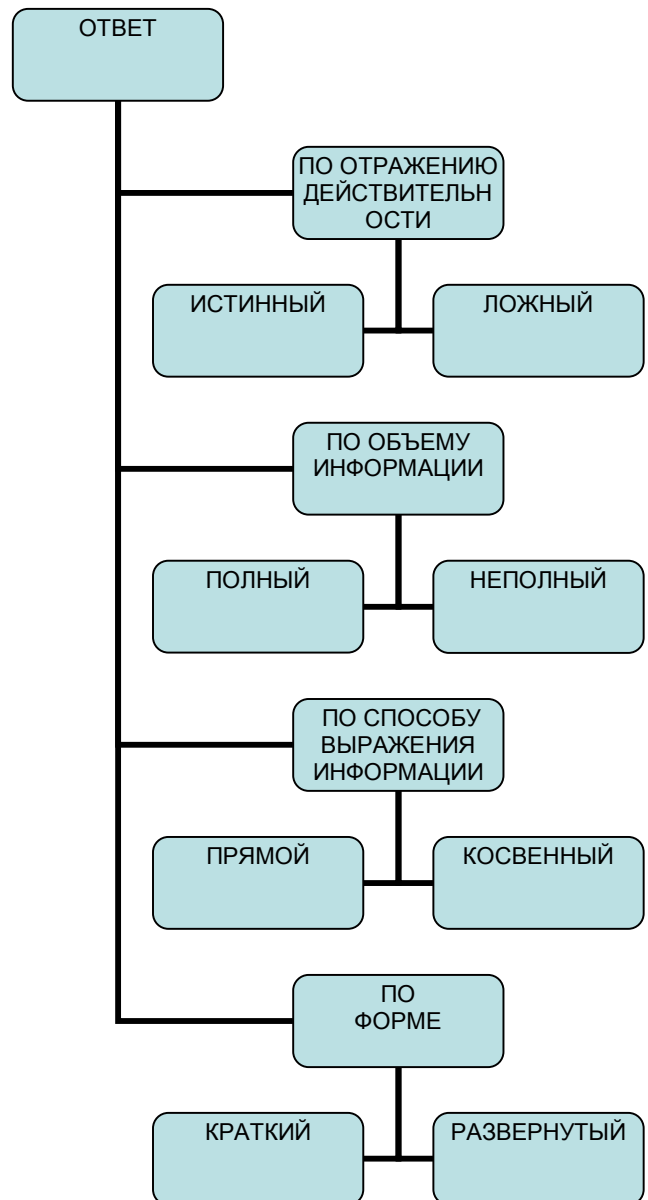 ОТВЕТ
ПО ОТРАЖЕНИЮ
ДЕЙСТВИТЕЛЬН
ОСТИ
ИСТИННЫЙ
ЛОЖНЫЙ
ПО ОБЪЕМУ
ИНФОРМАЦИИ
ПОЛНЫЙ
НЕПОЛНЫЙ
ПО СПОСОБУ
ВЫРАЖЕНИЯ
ИНФОРМАЦИИ
ПРЯМОЙ
КОСВЕННЫЙ
ПО
ФОРМЕ
КРАТКИЙ
РАЗВЕРНУТЫЙ